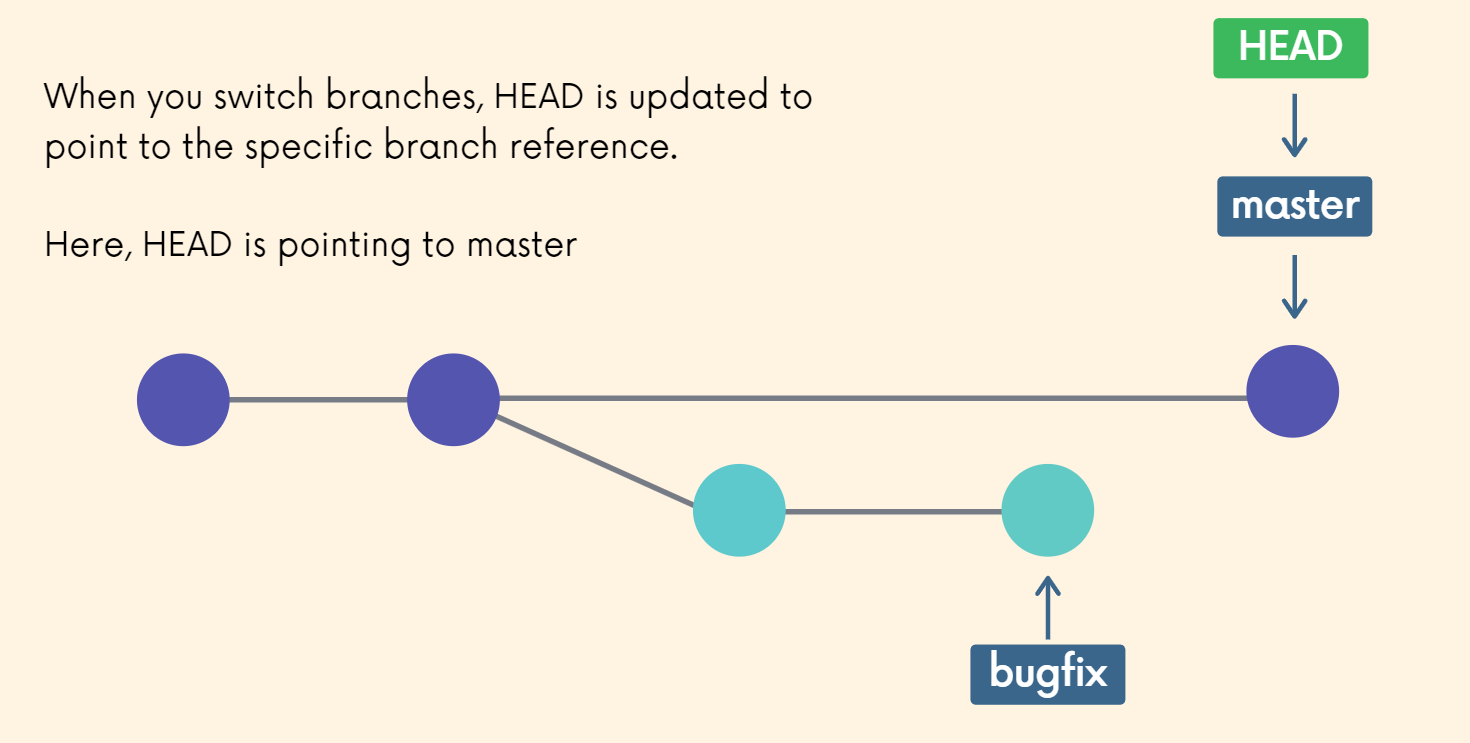 HEAD
When you switch branches, HEAD is updated to
point to the specific branch reference.
master
Here, HEAD is pointing to master
bugfix